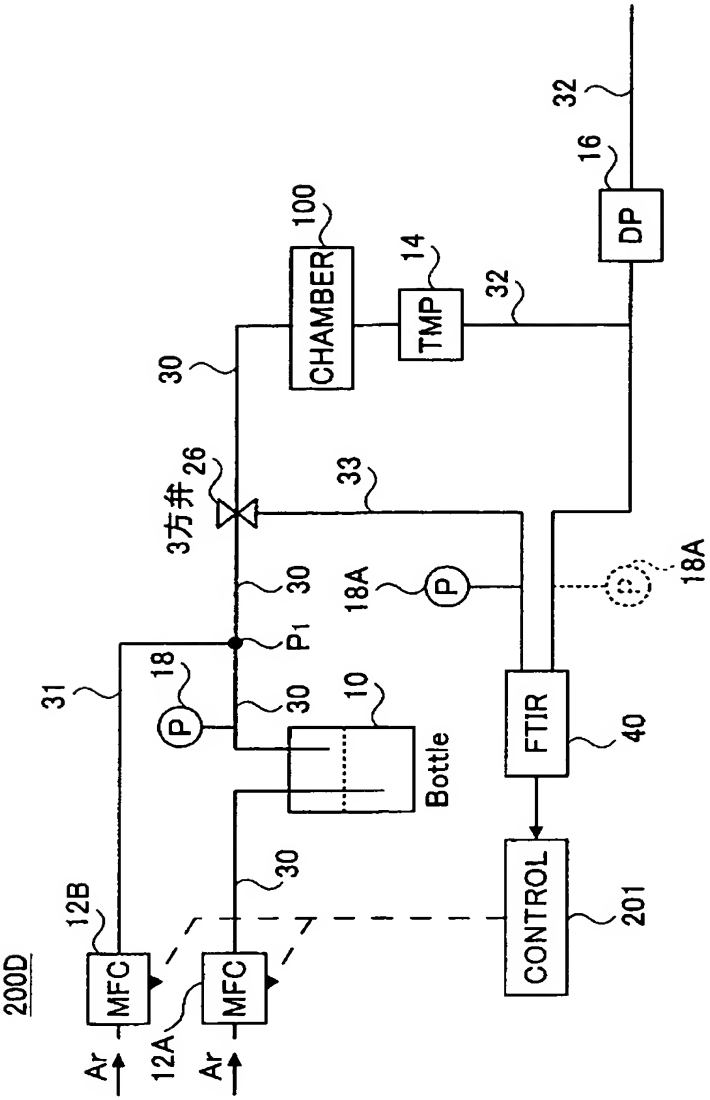 200D
Ar
MFC
12B
31
Ar
MFC
12A
30
P
18
30
P1
30
3方弁
26
30
10
Bottle
CHAMBER
100
TMP
14
32
33
P
18A
P
18A
FTIR
40
CONTROL
201
DP
16
32